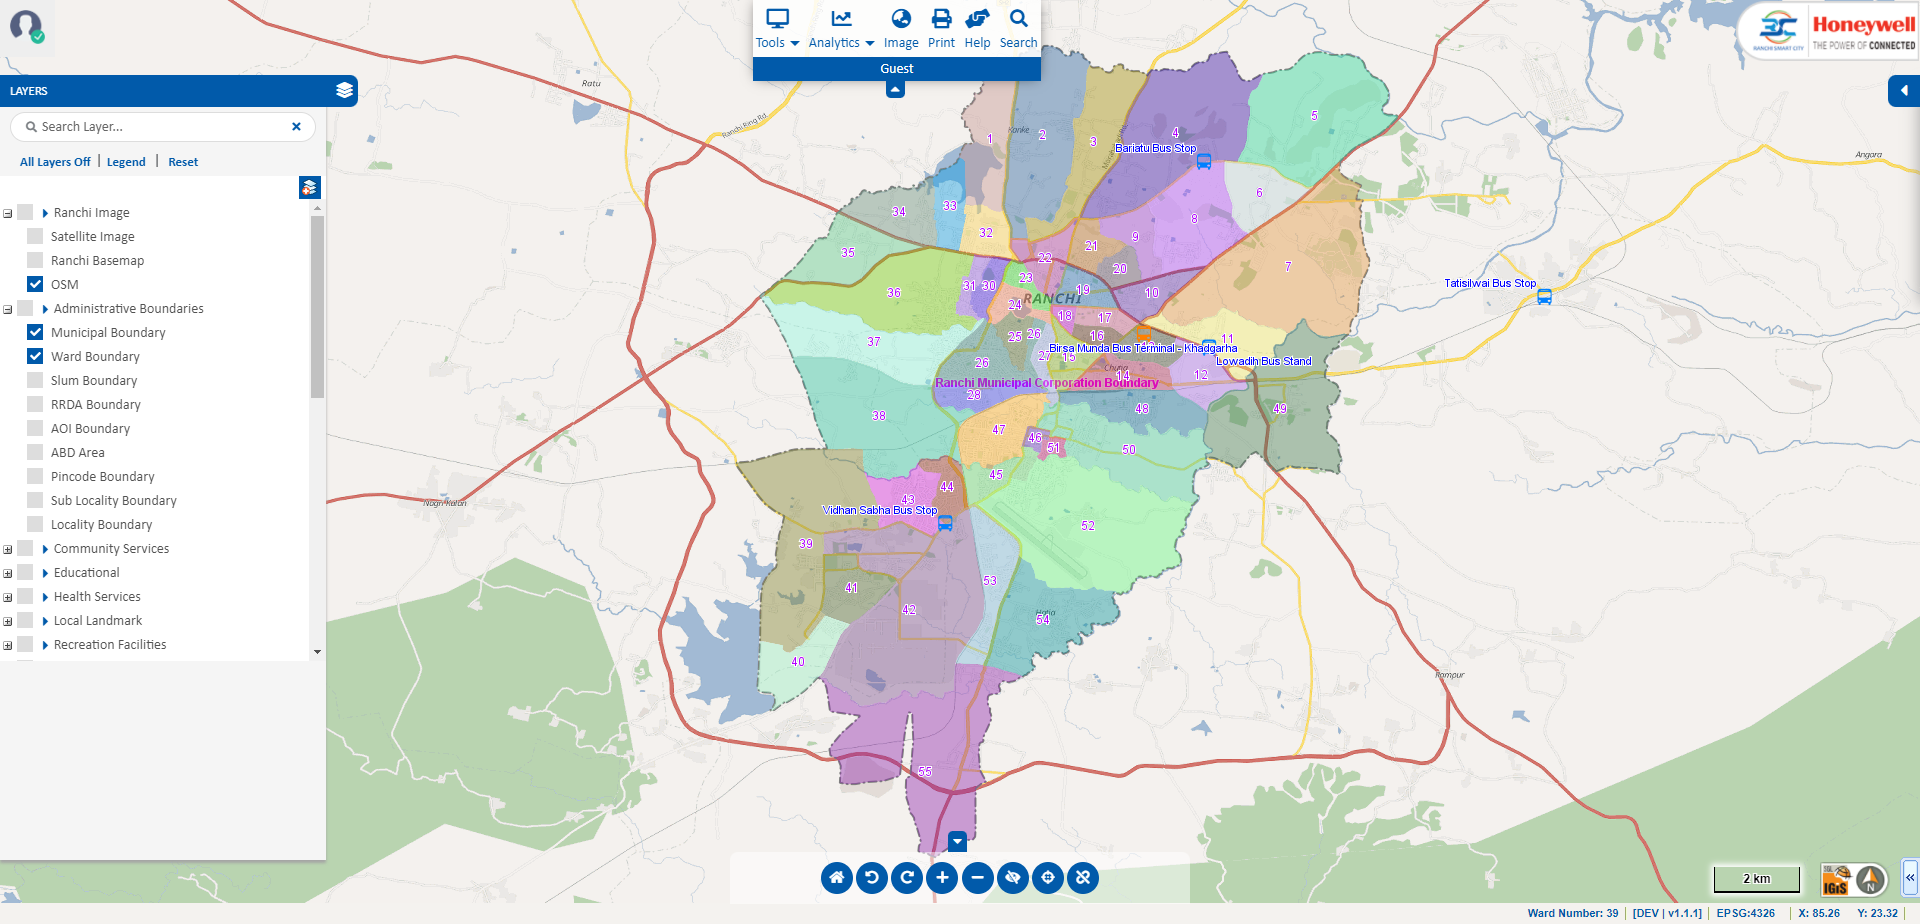 Tools
Analytics
Image
Print
Help
Search
Guest
RANCHI SMART CITY
Honeywell
THE POWER OF CONNECTED
LAYERS
Search Layer...
All Layers Off
Legend
Reset
Ranchi Image
Satellite Image
Ranchi Basemap
OSM
Administrative Boundaries
Municipal Boundary
Ward Boundary
Slum Boundary
RRDA Boundary
AOI Boundary
ABD Area
Pincode Boundary
Sub Locality Boundary
Locality Boundary
Community Services
Educational
Health Services
Local Landmark
Recreation Facilities
Ratu
Ranchi Ring Rd.
Kanke
Angara
Nagri Kalan
Rampur
Hatia
Chutia
RANCHI
Bariatu Bus Stop
Tatisilwai Bus Stop
Birsa Munda Bus Terminal - Khadgarha
Lowadih Bus Stand
Ranchi Municipal Corporation Boundary
Vidhan Sabha Bus Stop
1
2
3
4
5
6
7
8
9
10
11
12
14
15
16
17
18
19
20
21
22
23
24
25
26
26
27
28
30
31
32
33
34
35
36
37
38
39
40
41
42
43
44
45
46
47
48
49
50
51
52
53
54
55
2 km
IGiS
N
Ward Number: 39
[DEV | v1.1.1]
EPSG:4326
X: 85.26
Y: 23.32